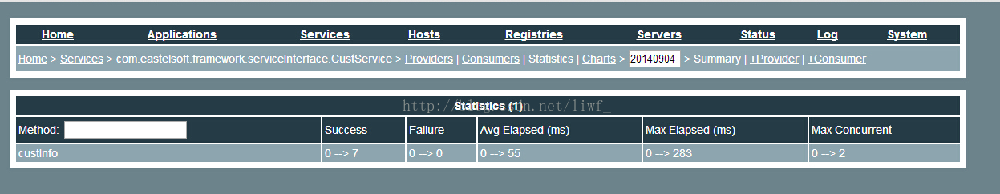 Home Applications Services Hosts Registries Servers Status Log System
Home > Services > com.eastelsoft.framework.serviceInterface.CustService > Providers | Consumers | Statistics | Charts > 20140904 > Summary | +Provider | +Consumer
Statistics (1)
http://blog.csdn.net/liwf_
Method: Success Failure Avg Elapsed (ms) Max Elapsed (ms) Max Concurrent
custInfo 0 --> 7 0 --> 0 0 --> 55 0 --> 283 0 --> 2